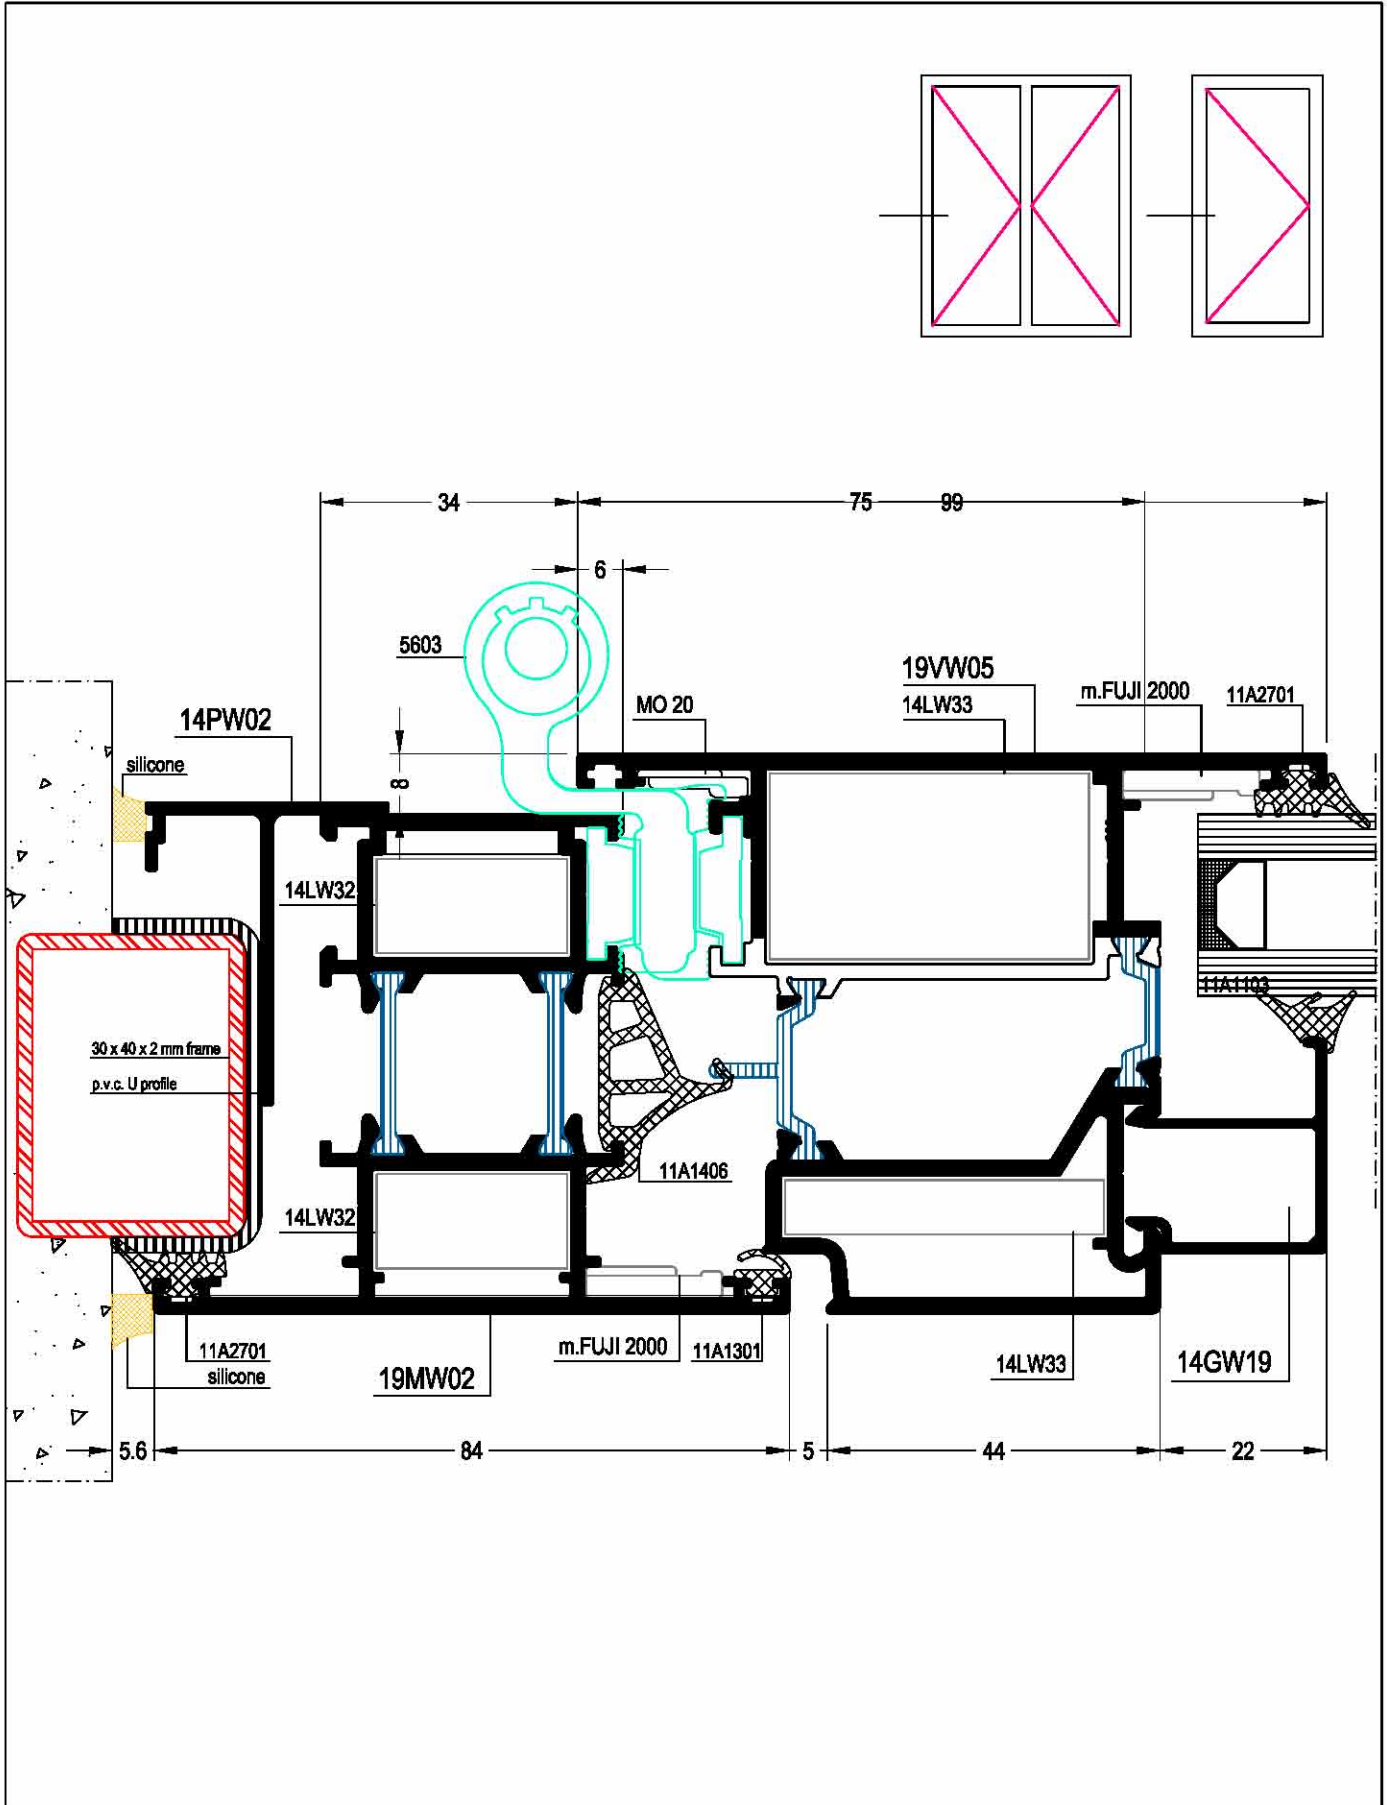 34
75
99
6
5603
19VW05
MO 20
14LW33
m.FUJI 2000
11A2701
14PW02
silicone
8
14LW32
11A1103
30 x 40 x 2 mm frame
p.v.c. U profile
11A1406
14LW32
11A2701
silicone
19MW02
m.FUJI 2000
11A1301
14LW33
14GW19
5.6
84
5
44
22